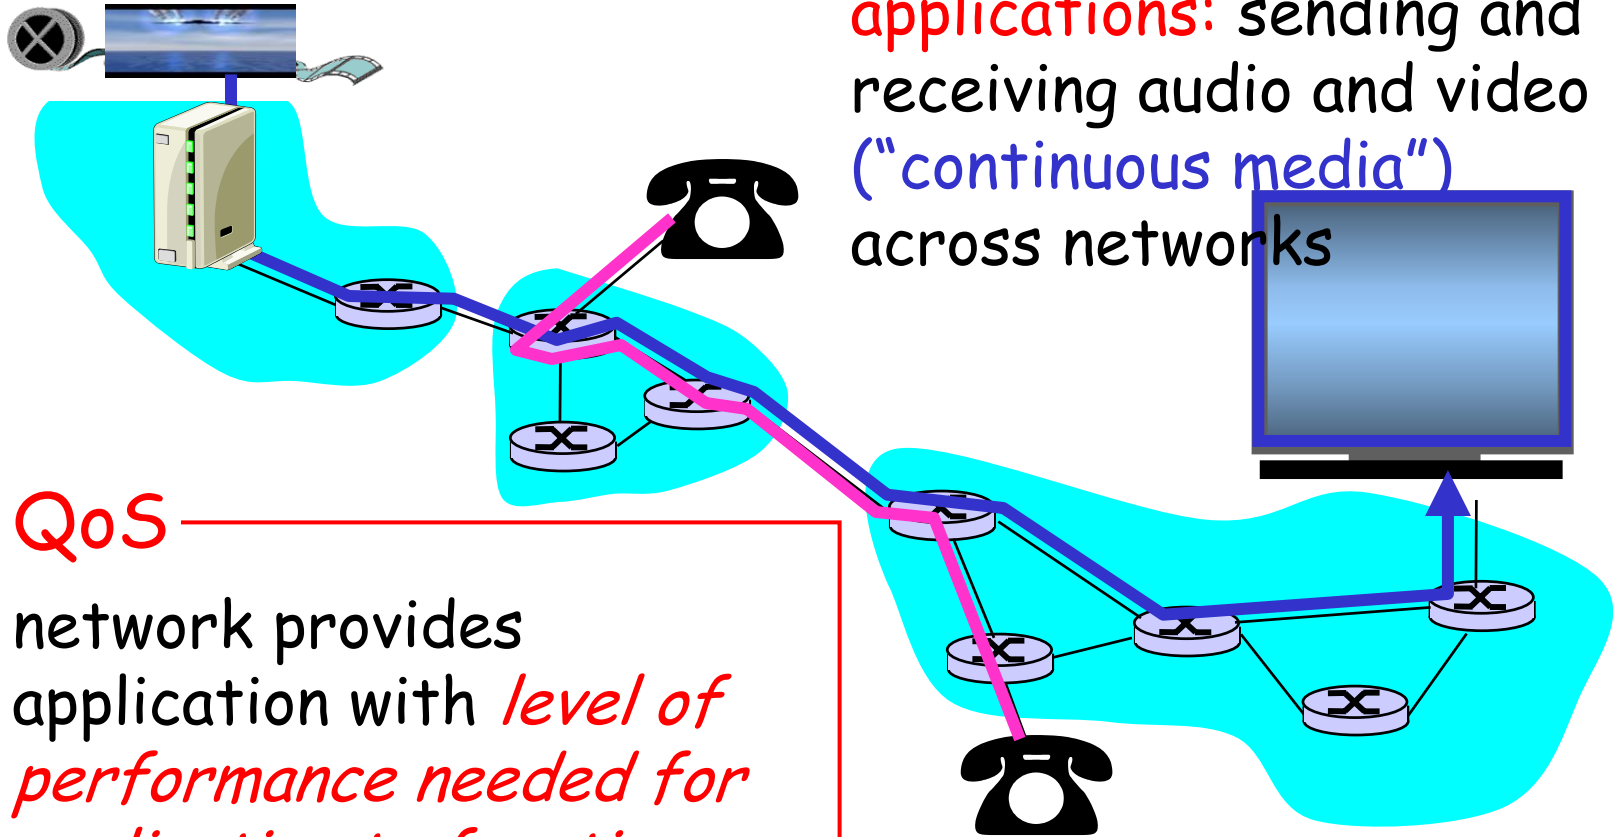 applications: sending and
receiving audio and video
(“continuous media”)
across networks
QoS
network provides
application with level of
performance needed for